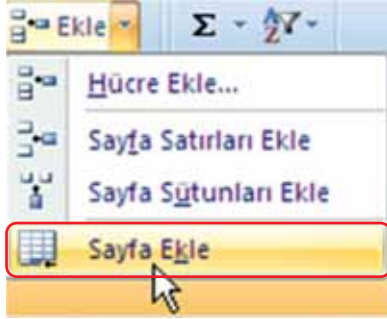 Ekle Σ
Hücre Ekle...
Sayfa Satırları Ekle
Sayfa Sütunları Ekle
Sayfa Ekle